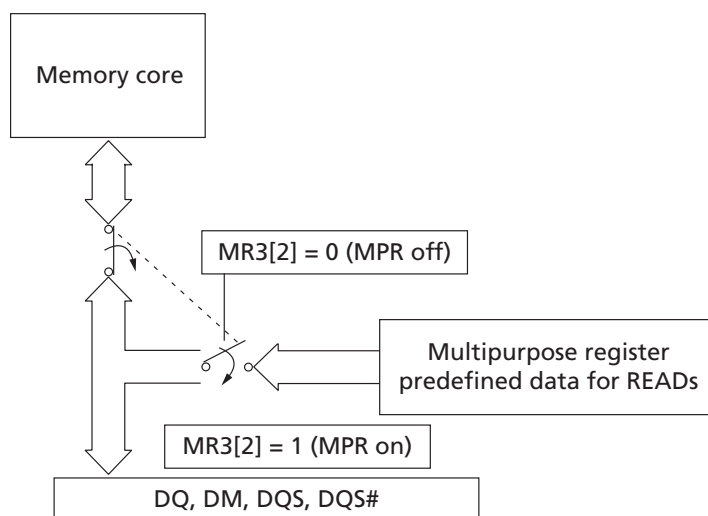 Memory core
MR3[2] = 0 (MPR off)
Multipurpose register
predefined data for READs
MR3[2] = 1 (MPR on)
DQ, DM, DQS, DQS#